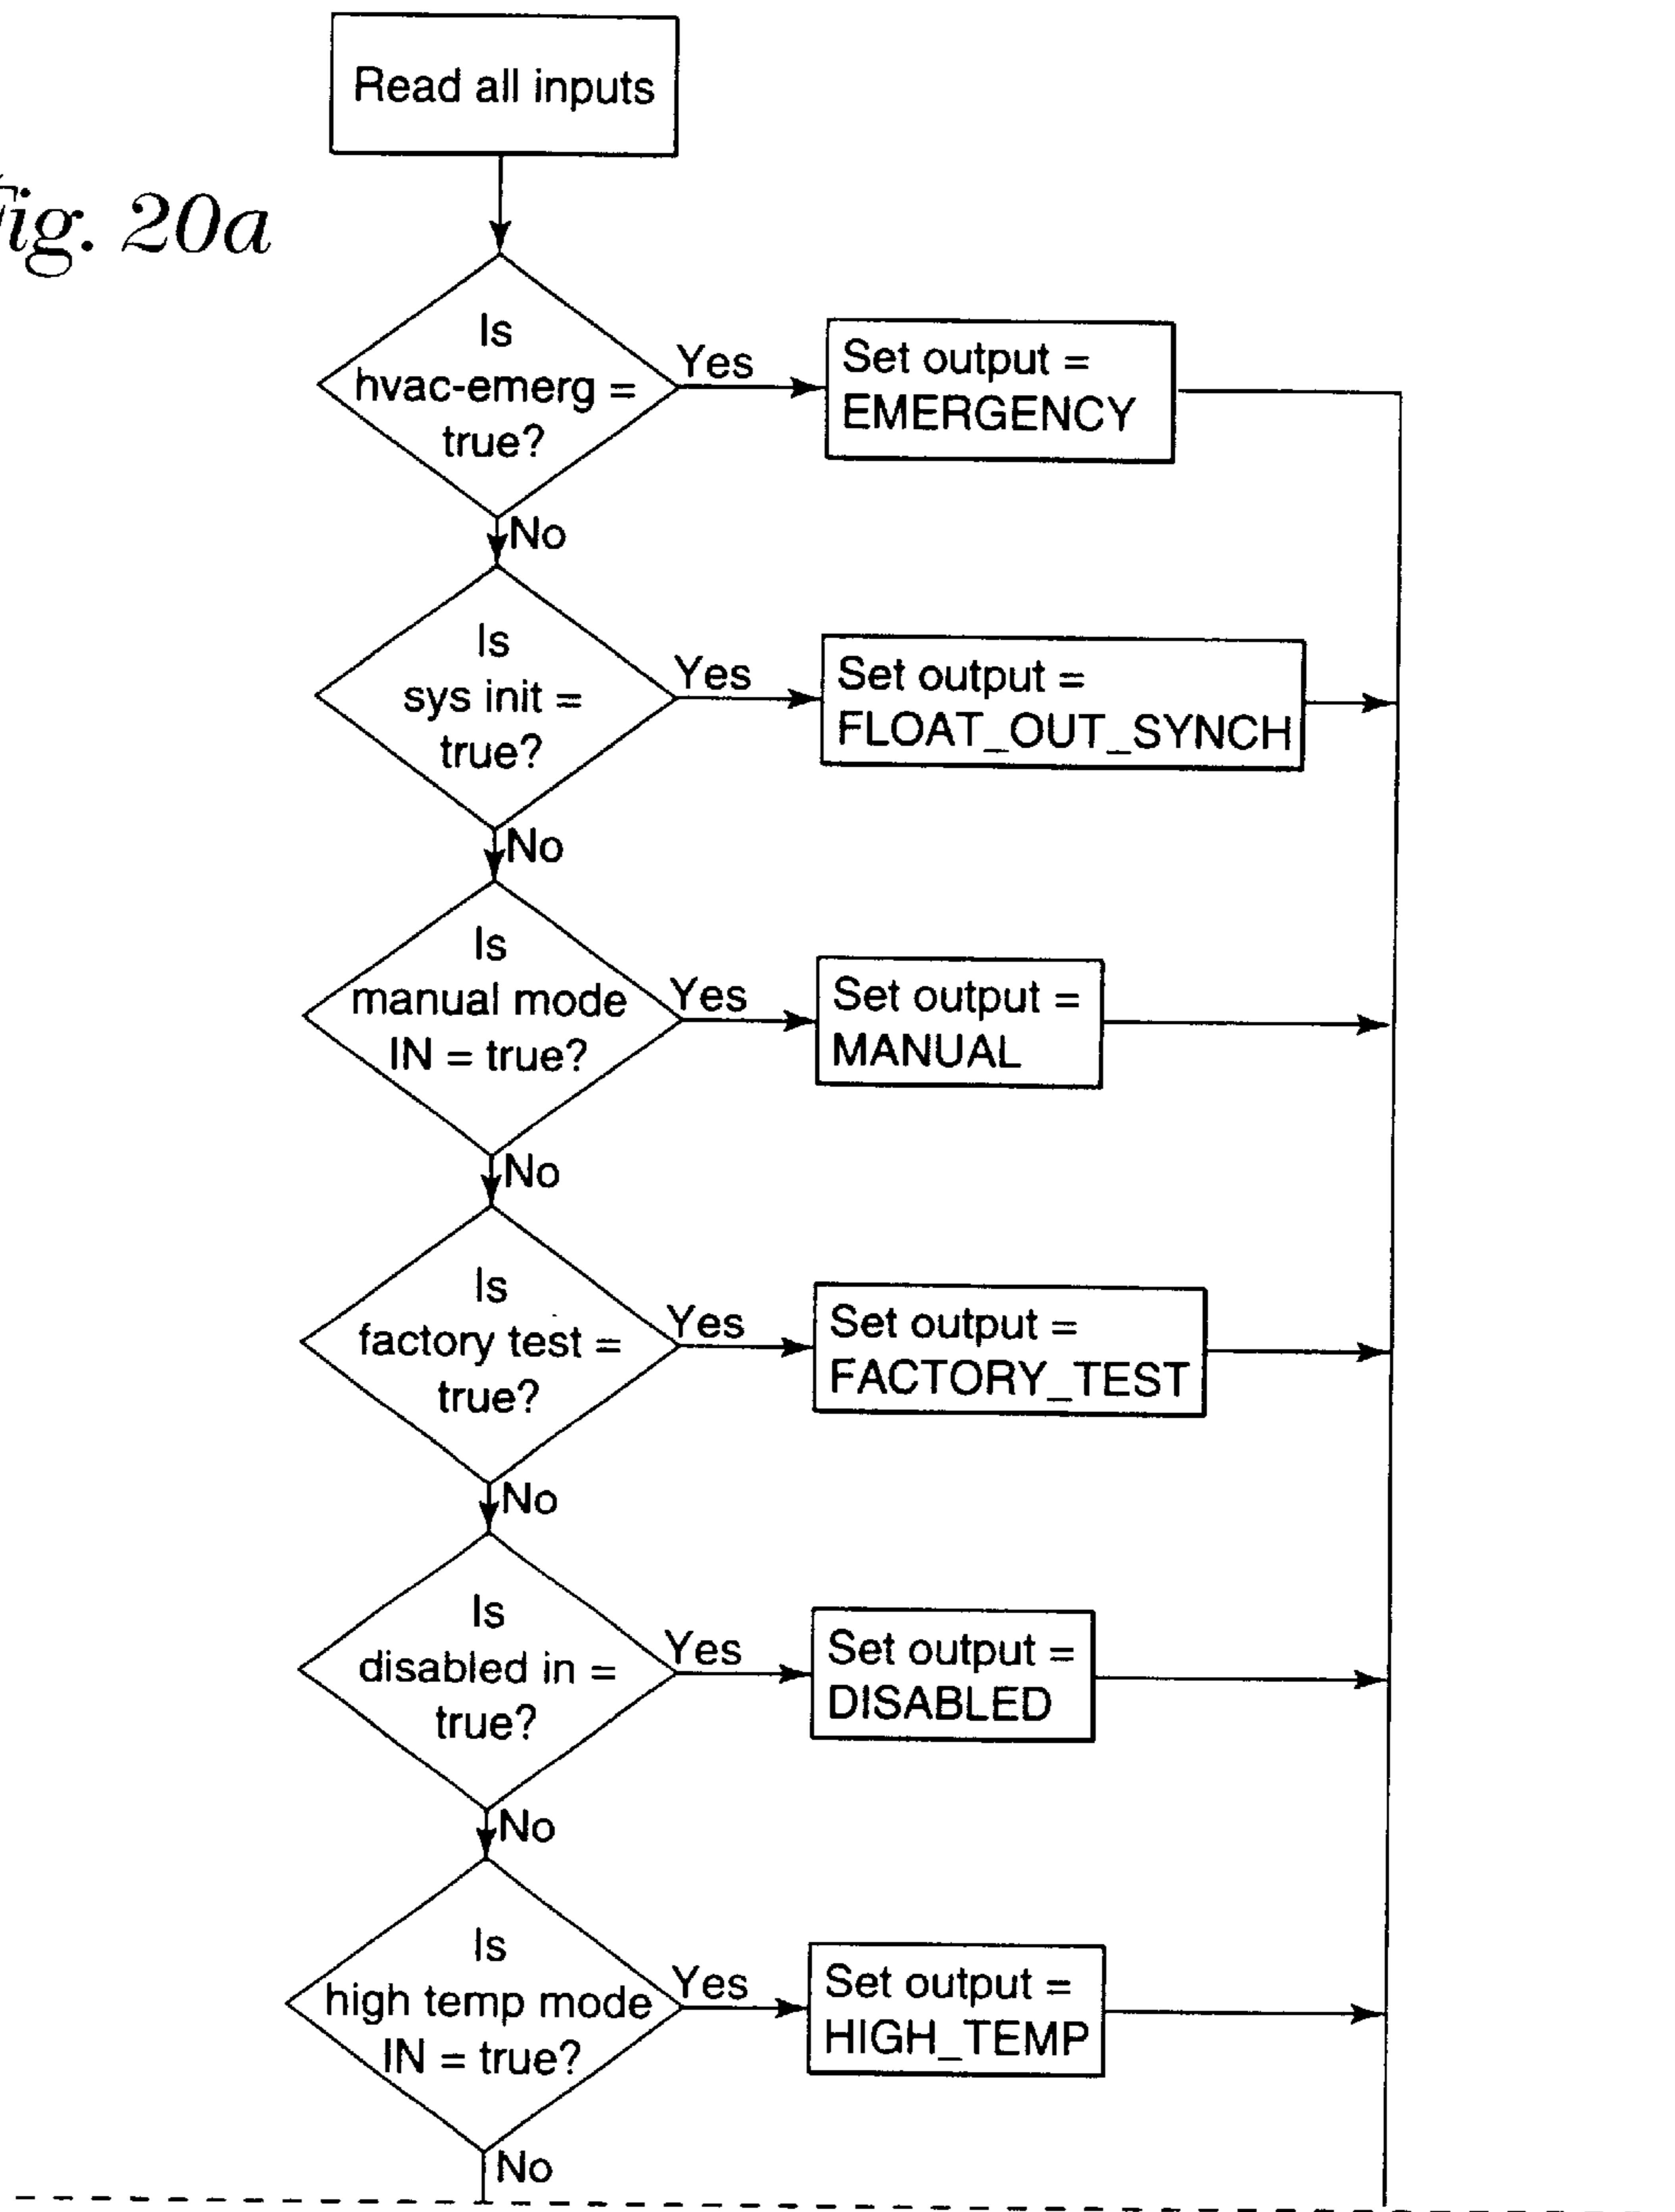 Read all inputs
Fig. 20a
Is
hvac-emerg =
true?
Yes
Set output =
EMERGENCY
No
Is
sys init =
true?
Yes
Set output =
FLOAT_OUT_SYNCH
No
Is
manual mode
IN = true?
Yes
Set output =
MANUAL
No
Is
factory test =
true?
Yes
Set output =
FACTORY_TEST
No
Is
disabled in =
true?
Yes
Set output =
DISABLED
No
Is
high temp mode
IN = true?
Yes
Set output =
HIGH_TEMP
No